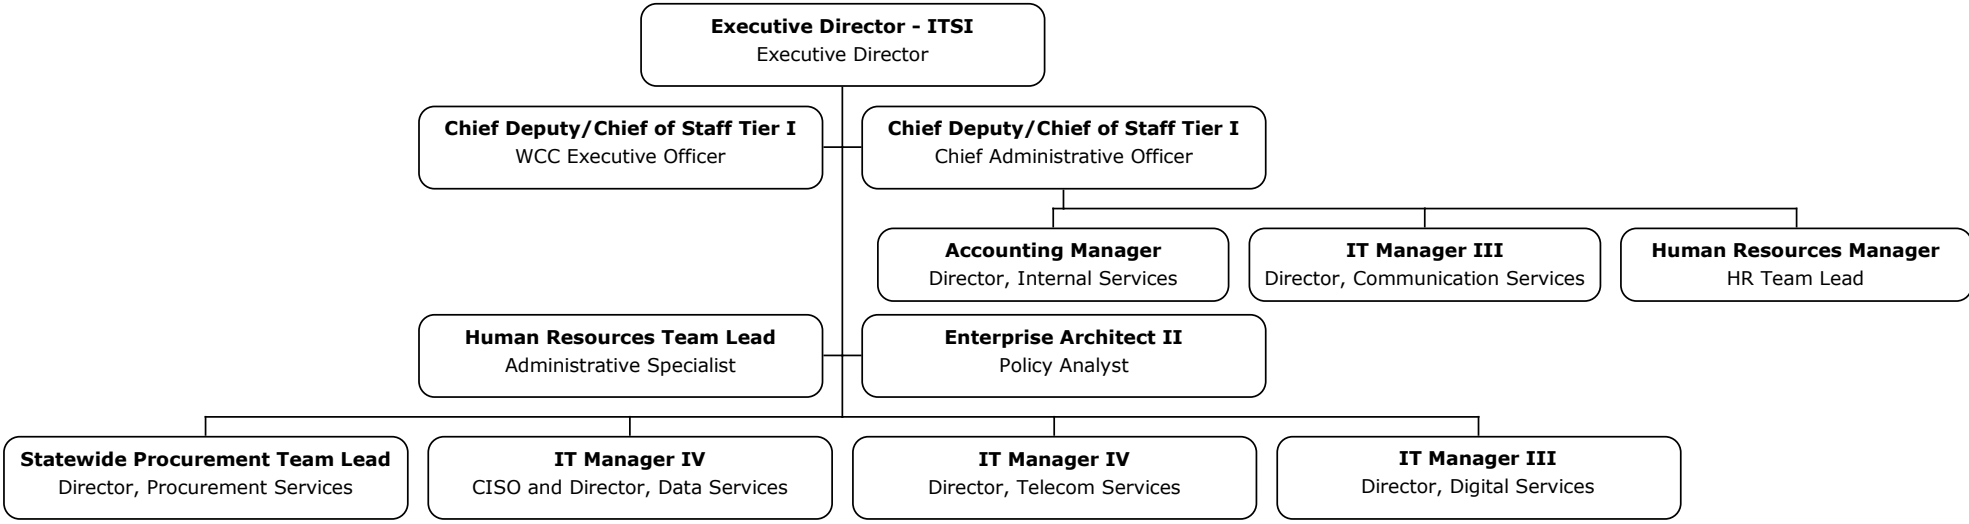 Executive Director - ITSI
Executive Director
Chief Deputy/Chief of Staff Tier I
WCC Executive Officer
Chief Deputy/Chief of Staff Tier I
Chief Administrative Officer
Accounting Manager
Director, Internal Services
IT Manager III
Director, Communication Services
Human Resources Manager
HR Team Lead
Human Resources Team Lead
Administrative Specialist
Enterprise Architect II
Policy Analyst
Statewide Procurement Team Lead
Director, Procurement Services
IT Manager IV
CISO and Director, Data Services
IT Manager IV
Director, Telecom Services
IT Manager III
Director, Digital Services